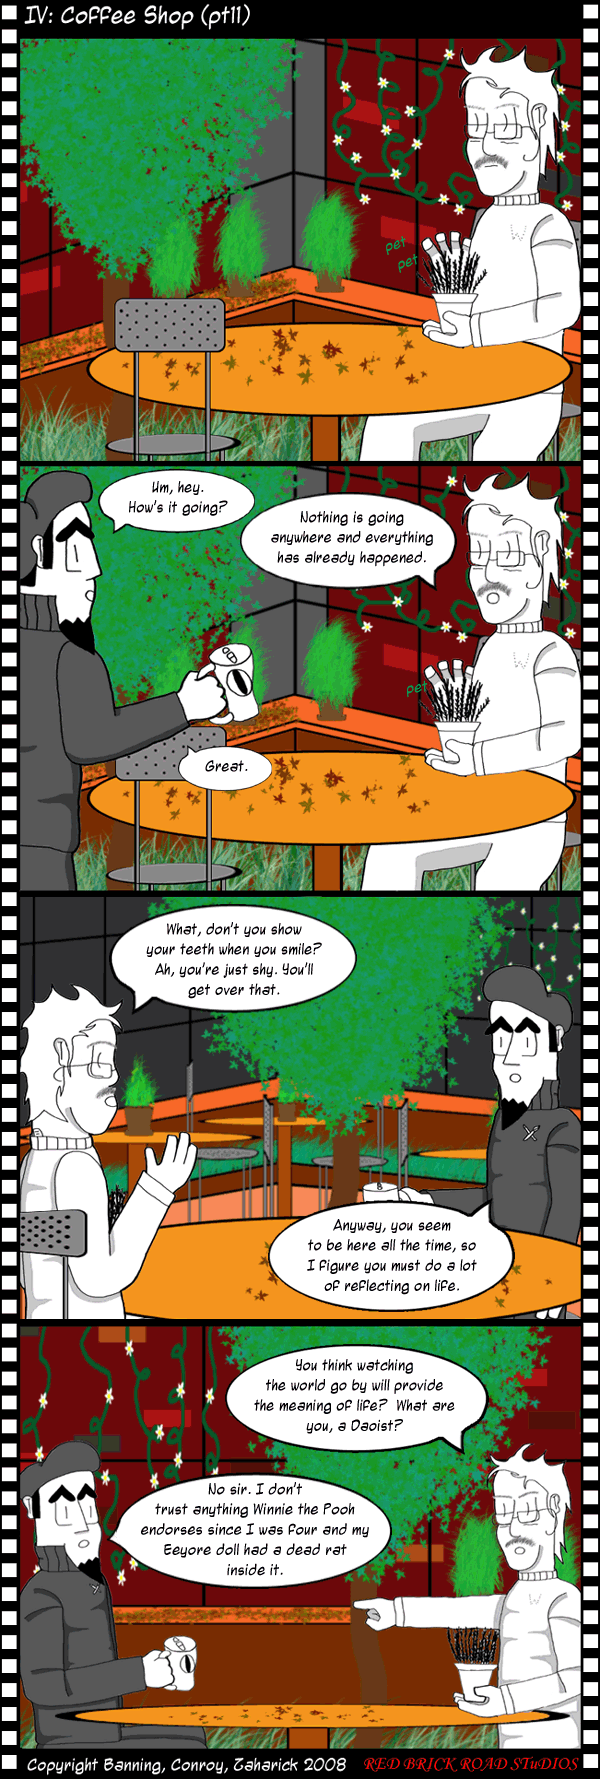 IV: Coffee Shop (pt11)
pet
pet
W
Um, hey.
How's it going?
Nothing is going
anywhere and everything
has already happened.
pet
W
Great.
What, don't you show
your teeth when you smile?
Ah, you're just shy. You'll
get over that.
Anyway, you seem
to be here all the time, so
I figure you must do a lot
of reflecting on life.
You think watching
the world go by will provide
the meaning of life? What are
you, a Daoist?
No sir. I don't
trust anything Winnie the Pooh
endorses since I was four and my
Eeyore doll had a dead rat
inside it.
W
Copyright Banning, Conroy, Zaharick 2008
RED BRICK ROAD STuDIOS